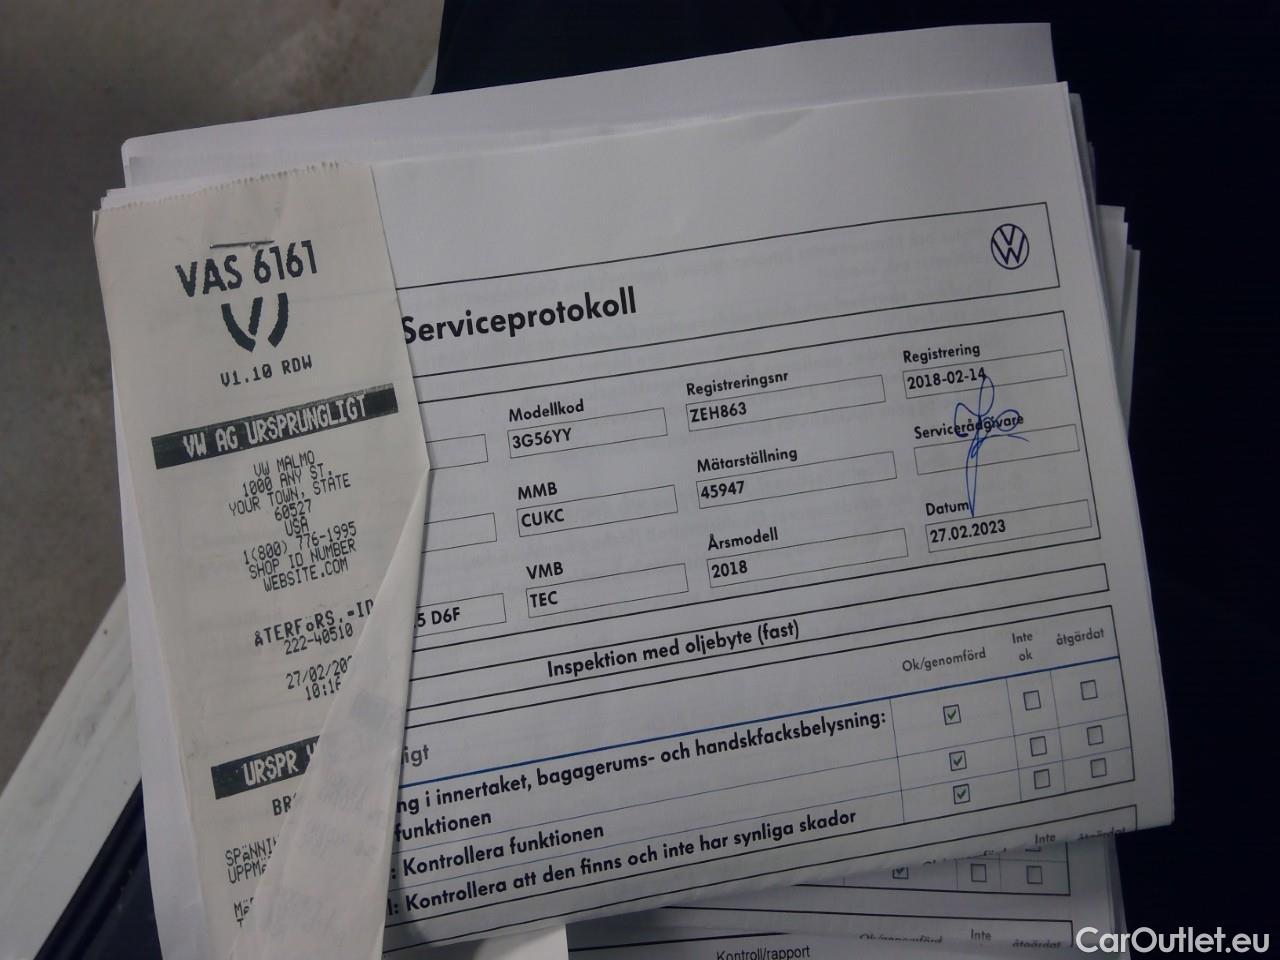 VAS 6161
V1.10 RDW
VW AG URSPRUNGLIGT
VW MALMO
1000 ANY ST.
YOUR TOWN, STATE
60527
USA
1(800) 776-1995
SHOP ID NUMBER
WEBSITE.COM
åTERFöRS.-ID
222-40510
27/02/20
10:16
URSPR
BR
SPäNNI
UPPM
Serviceprotokoll
Modellkod
3G56YY
Registreringsnr
ZEH863
Registrering
2018-02-14
MMB
CUKC
Mätarställning
45947
Servicerådgivare
VMB
TEC
Årsmodell
2018
Datum
27.02.2023
5 D6F
Inspektion med oljebyte (fast)
Ok/genomförd
Inte
ok
åtgärdat
igt
ng i innertaket, bagagerums- och handskfacksbelysning:
funktionen
: Kontrollera funktionen
l: Kontrollera att den finns och inte har synliga skador
Inte
åtgärdat
Ok/genomförd
Inte
åtgärdat
Kontroll/rapport
CarOutlet.eu